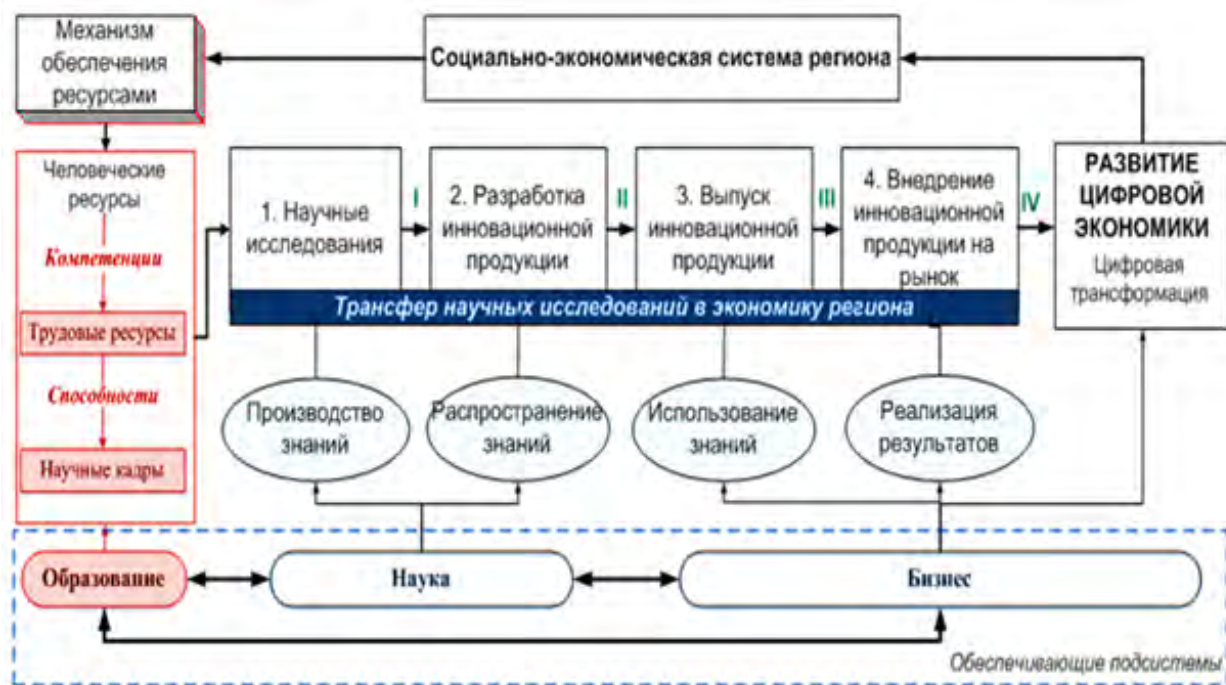 Механизм
обеспечения
ресурсами
Социально-экономическая система региона
Человеческие
ресурсы
Компетенции
Трудовые ресурсы
Способности
Научные кадры
1. Научные
исследования
I
2. Разработка
инновационной
продукции
II
3. Выпуск
инновационной
продукции
III
4. Внедрение
инновационной
продукции на
рынок
IV
РАЗВИТИЕ
ЦИФРОВОЙ
ЭКОНОМИКИ
Цифровая
трансформация
Трансфер научных исследований в экономику региона
Производство
знаний
Распространение
знаний
Использование
знаний
Реализация
результатов
Образование
Наука
Бизнес
Обеспечивающие подсистемы